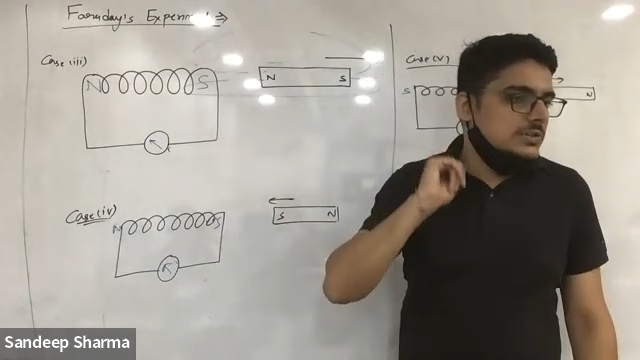 Faraday's Experiment ⇒
Case (iii)
N S
N S
Case (v)
S
N
Case (iv)
N S
S N
Sandeep Sharma